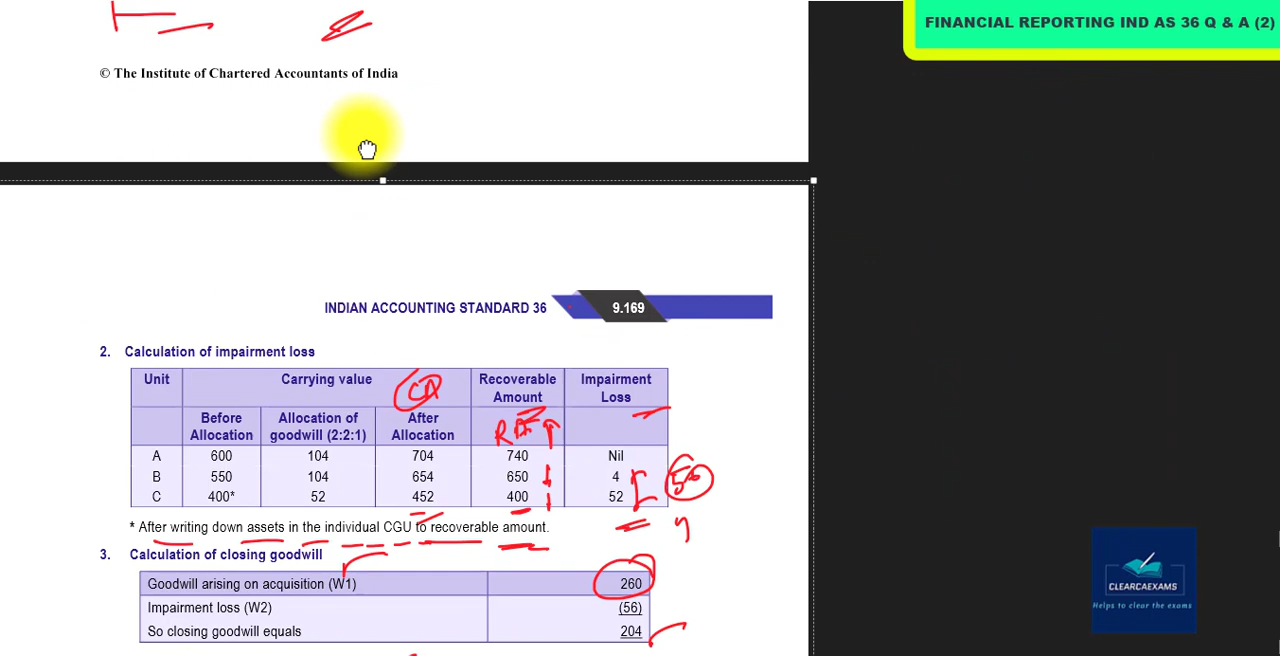 FINANCIAL REPORTING IND AS 36 Q & A (2)
© The Institute of Chartered Accountants of India
INDIAN ACCOUNTING STANDARD 36 9.169
2. Calculation of impairment loss
Unit Carrying value CA Recoverable Amount Impairment Loss
Before Allocation Allocation of goodwill (2:2:1) After Allocation
A 600 104 704 740 Nil
B 550 104 654 650 4
C 400* 52 452 400 52
56
* After writing down assets in the individual CGU to recoverable amount.
3. Calculation of closing goodwill
Goodwill arising on acquisition (W1) 260
Impairment loss (W2) (56)
So closing goodwill equals 204
CLEARCAEXAMS
Helps to clear the exams